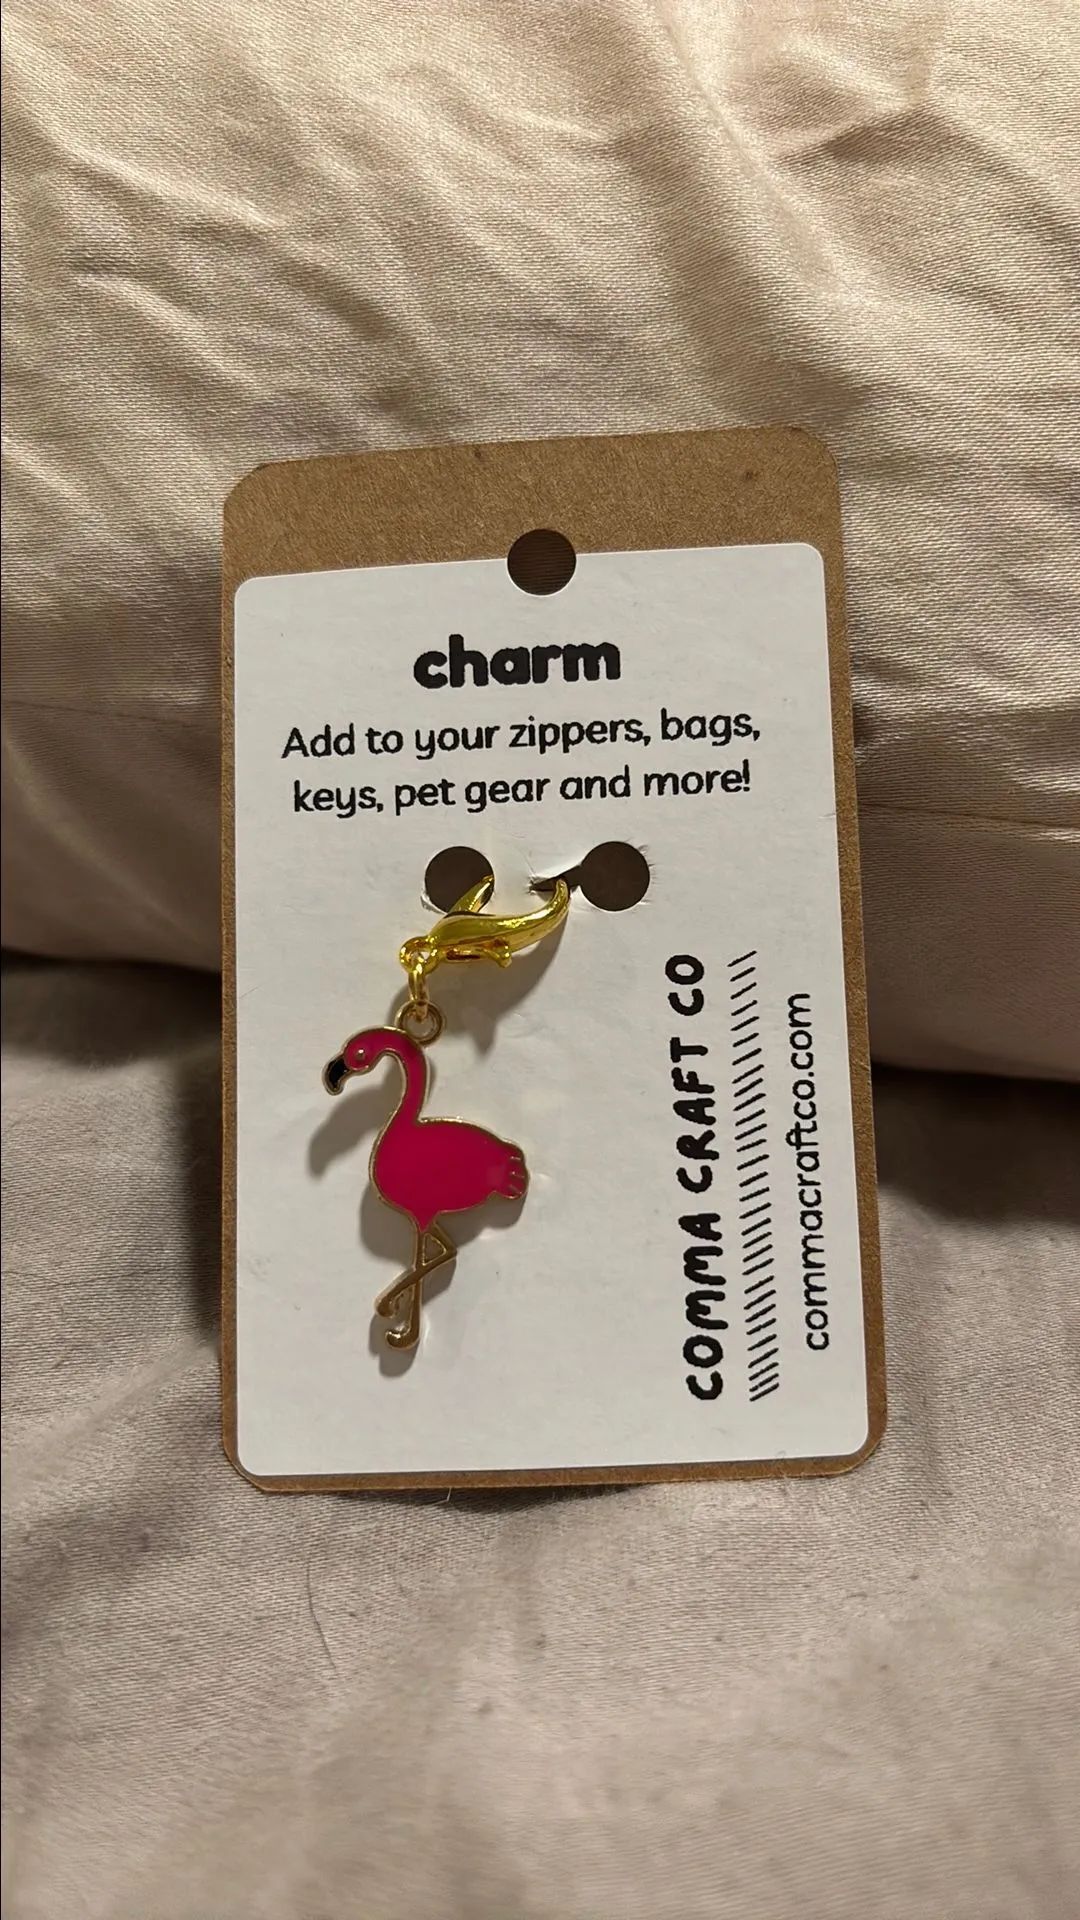 charm
Add to your zippers, bags,
keys, pet gear and more!
COMMA CRAFT CO
commacraftco.com